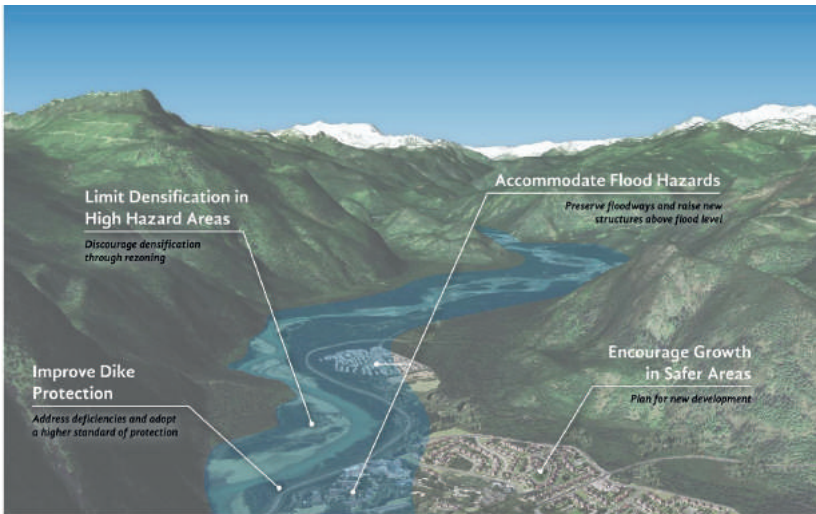 Limit Densification in
High Hazard Areas
Discourage densification
through rezoning
Accommodate Flood Hazards
Preserve floodways and raise new
structures above flood level
Improve Dike
Protection
Address deficiencies and adopt
a higher standard of protection
Encourage Growth
in Safer Areas
Plan for new development